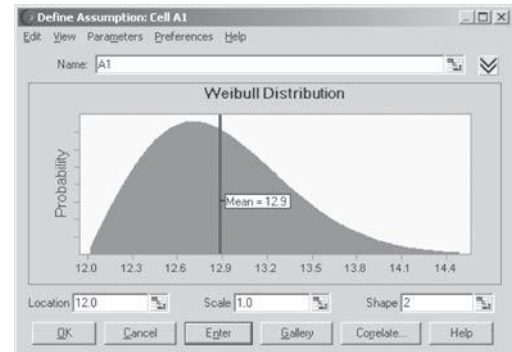 Define Assumption: Cell A1
Edit View Parameters Preferences Help
Name: A1
Weibull Distribution
Probability
Mean = 12.9
12.0 12.3 12.6 12.9 13.2 13.5 13.8 14.1 14.4
Location 12.0 Scale 1.0 Shape 2
OK Cancel Enter Gallery Correlate... Help